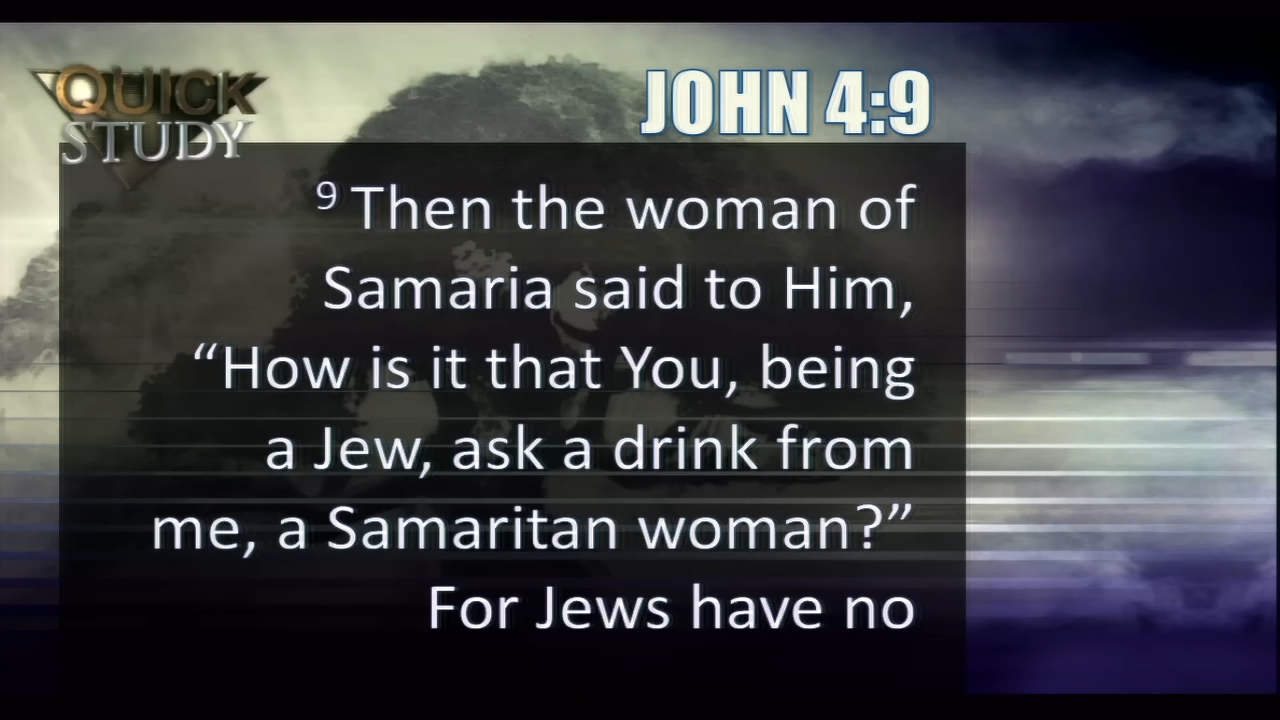 QUICK
STUDY
JOHN 4:9
9 Then the woman of
Samaria said to Him,
“How is it that You, being
a Jew, ask a drink from
me, a Samaritan woman?”
For Jews have no